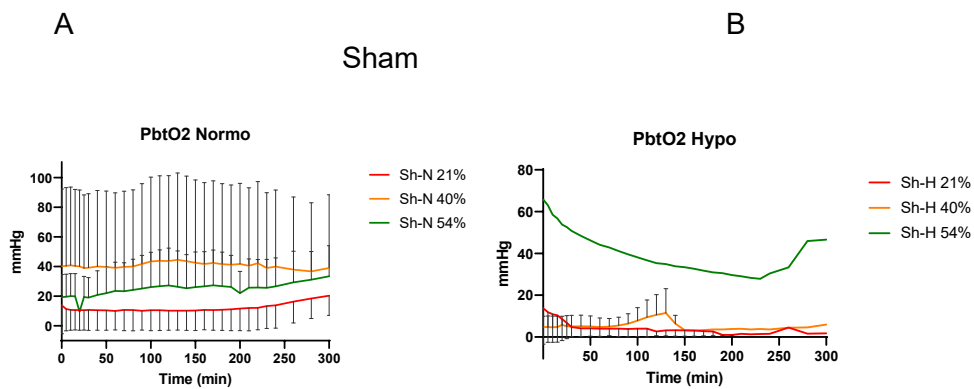 A
B
Sham
PbtO2 Normo
Sh-N 21%
Sh-N 40%
Sh-N 54%
mmHg
100
80
60
40
20
0
0 50 100 150 200 250 300
Time (min)
PbtO2 Hypo
Sh-H 21%
Sh-H 40%
Sh-H 54%
mmHg
80
60
40
20
0
50 100 150 200 250 300
Time (min)